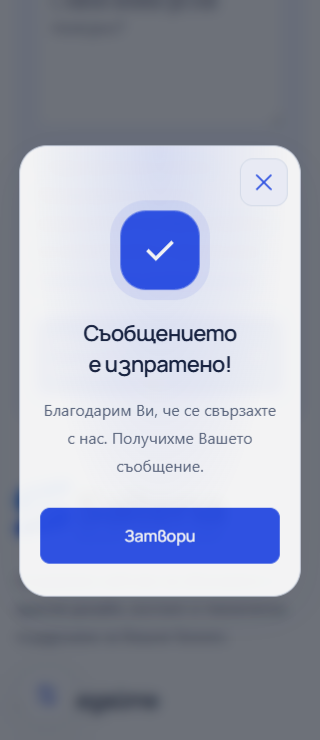 Съобщението
е изпратено!
Благодарим Ви, че се свързахте
с нас. Получихме Вашето
съобщение.
Затвори